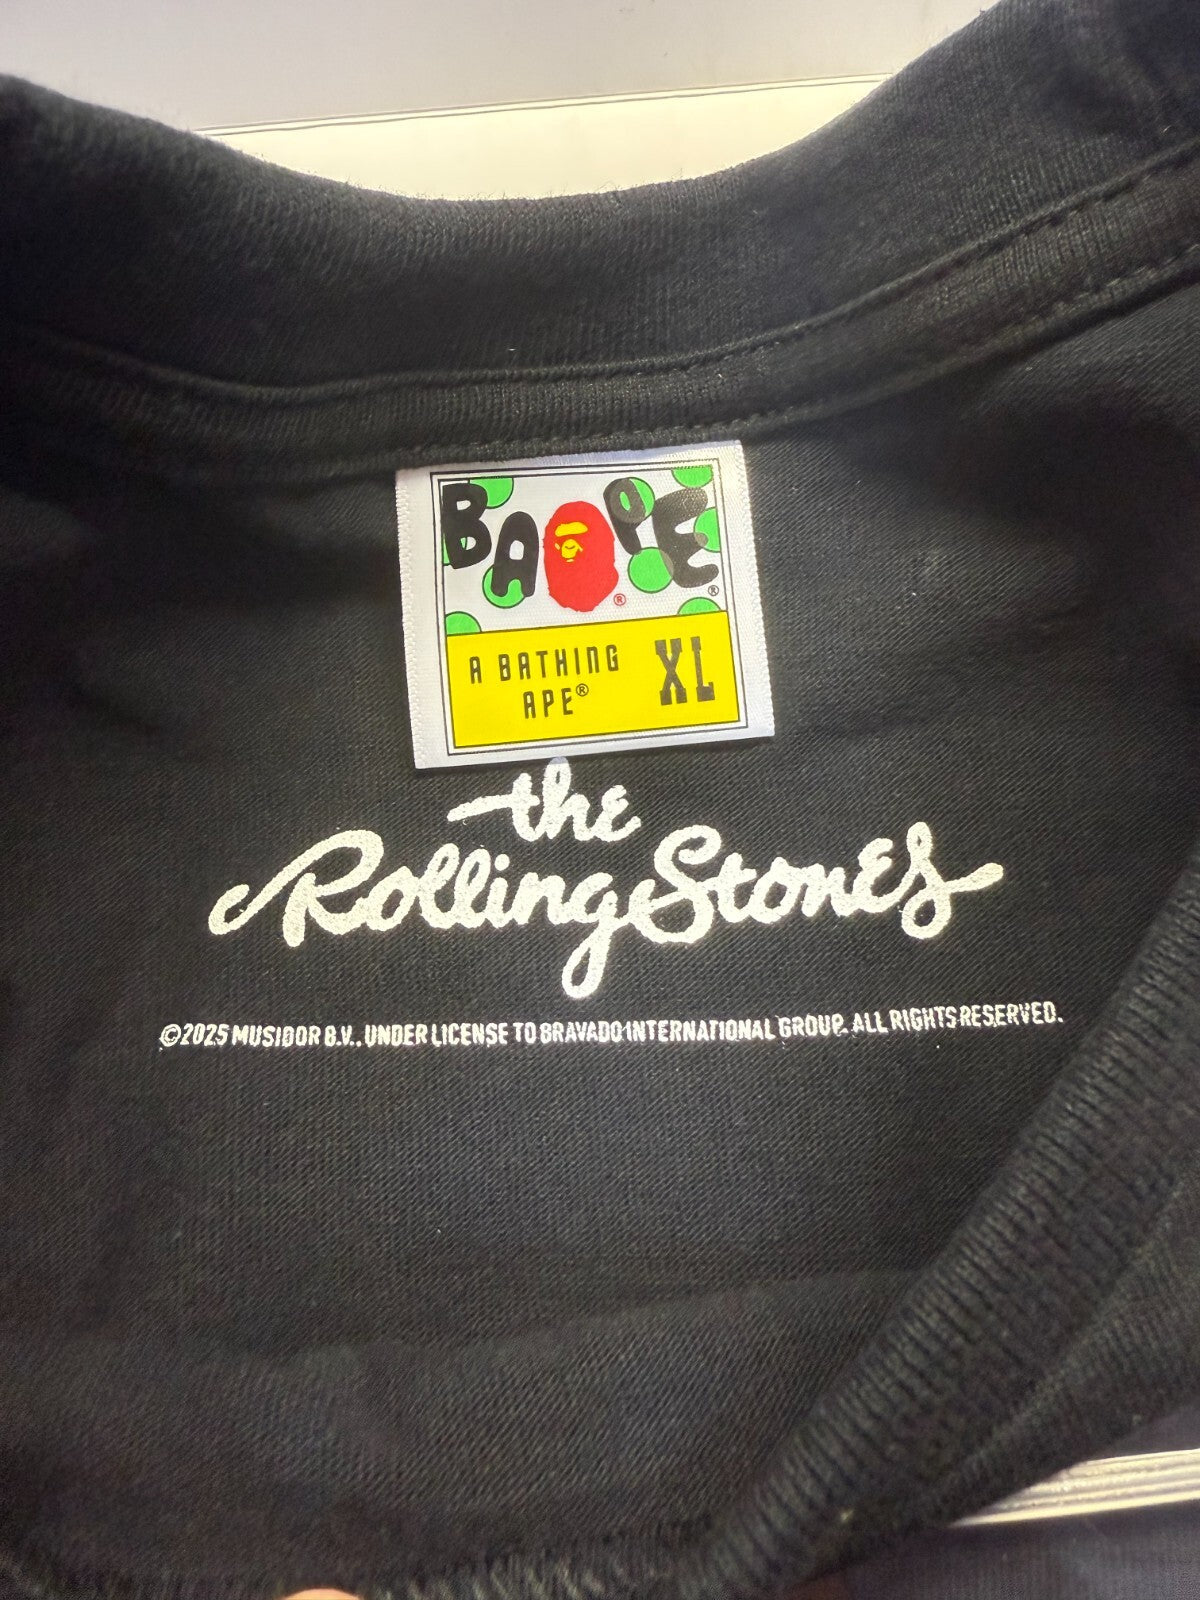 BAPE®
®
A BATHING XL
APE®
the
Rolling Stones
©2025 MUSIDOR B.V., UNDER LICENSE TO BRAVADO INTERNATIONAL GROUP. ALL RIGHTS RESERVED.